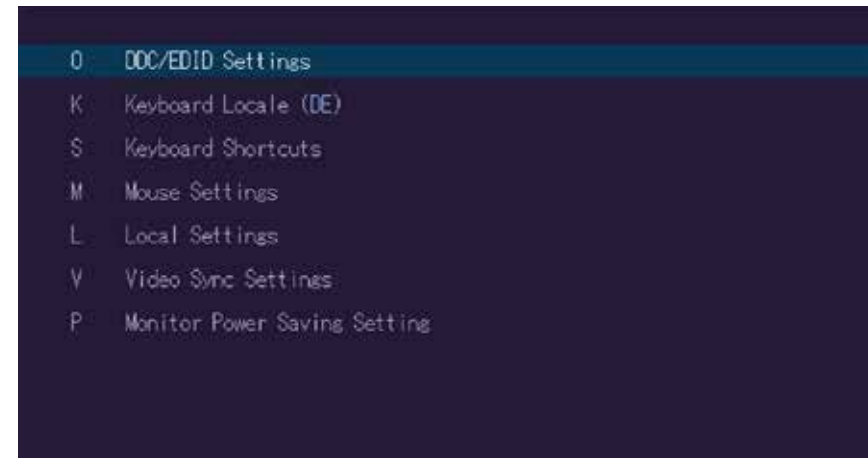 O DDC/EDID Settings
K Keyboard Locale (DE)
S Keyboard Shortcuts
M Mouse Settings
L Local Settings
V Video Sync Settings
P Monitor Power Saving Setting